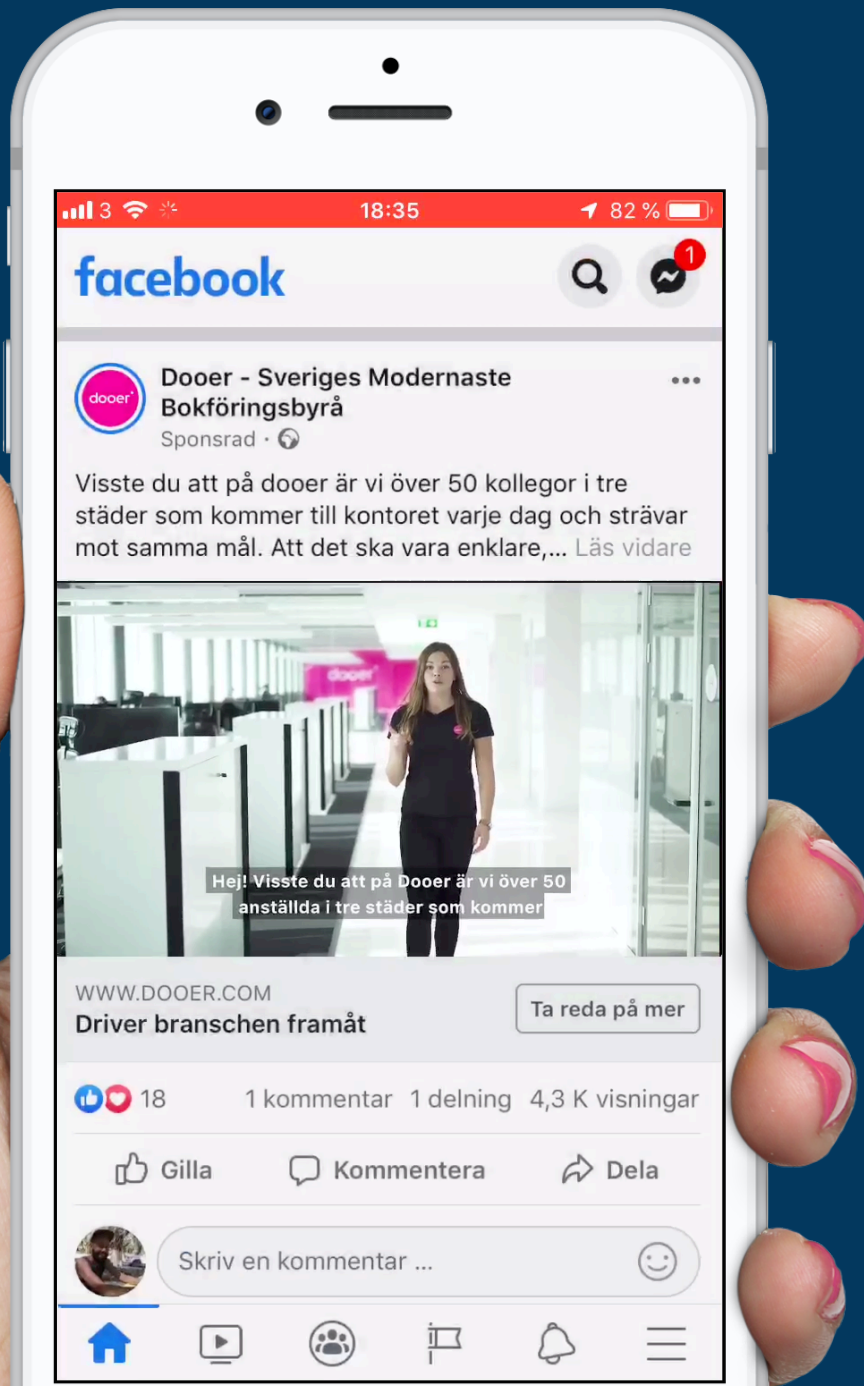 3 18:35 82 %
facebook
1
dooer
Dooer - Sveriges Modernaste
Bokföringsbyrå
Sponsrad ·
Visste du att på dooer är vi över 50 kollegor i tre
städer som kommer till kontoret varje dag och strävar
mot samma mål. Att det ska vara enklare,... Läs vidare
dooer
Hej! Visste du att på Dooer är vi över 50
anställda i tre städer som kommer
WWW.DOOER.COM
Driver branschen framåt
Ta reda på mer
18 1 kommentar 1 delning 4,3 K visningar
Gilla Kommentera Dela
Skriv en kommentar ...